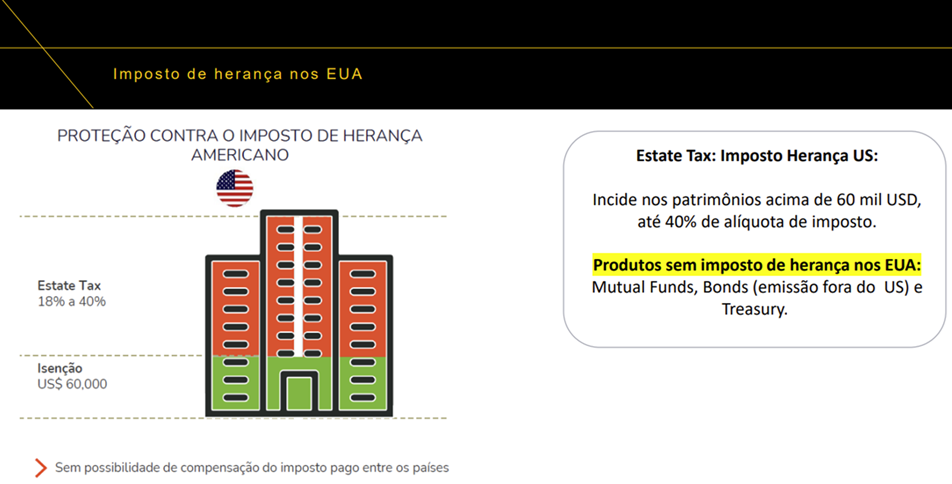 Imposto de herança nos EUA
PROTEÇÃO CONTRA O IMPOSTO DE HERANÇA
AMERICANO
Estate Tax
18% a 40%
Isenção
US$ 60,000
Sem possibilidade de compensação do imposto pago entre os países
Estate Tax: Imposto Herança US:
Incide nos patrimônios acima de 60 mil USD,
até 40% de alíquota de imposto.
Produtos sem imposto de herança nos EUA:
Mutual Funds, Bonds (emissão fora do US) e
Treasury.